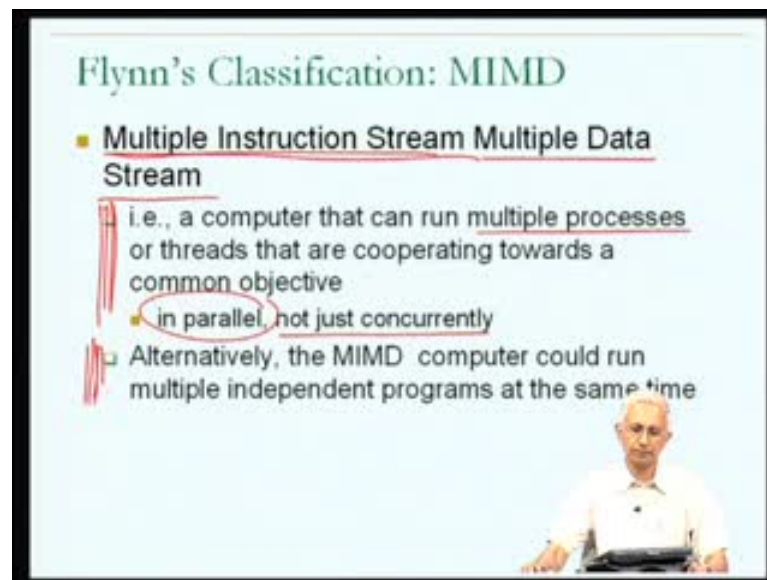 Flynn's Classification: MIMD
Multiple Instruction Stream Multiple Data
Stream
i.e., a computer that can run multiple processes
or threads that are cooperating towards a
common objective
in parallel, not just concurrently
Alternatively, the MIMD computer could run
multiple independent programs at the same time